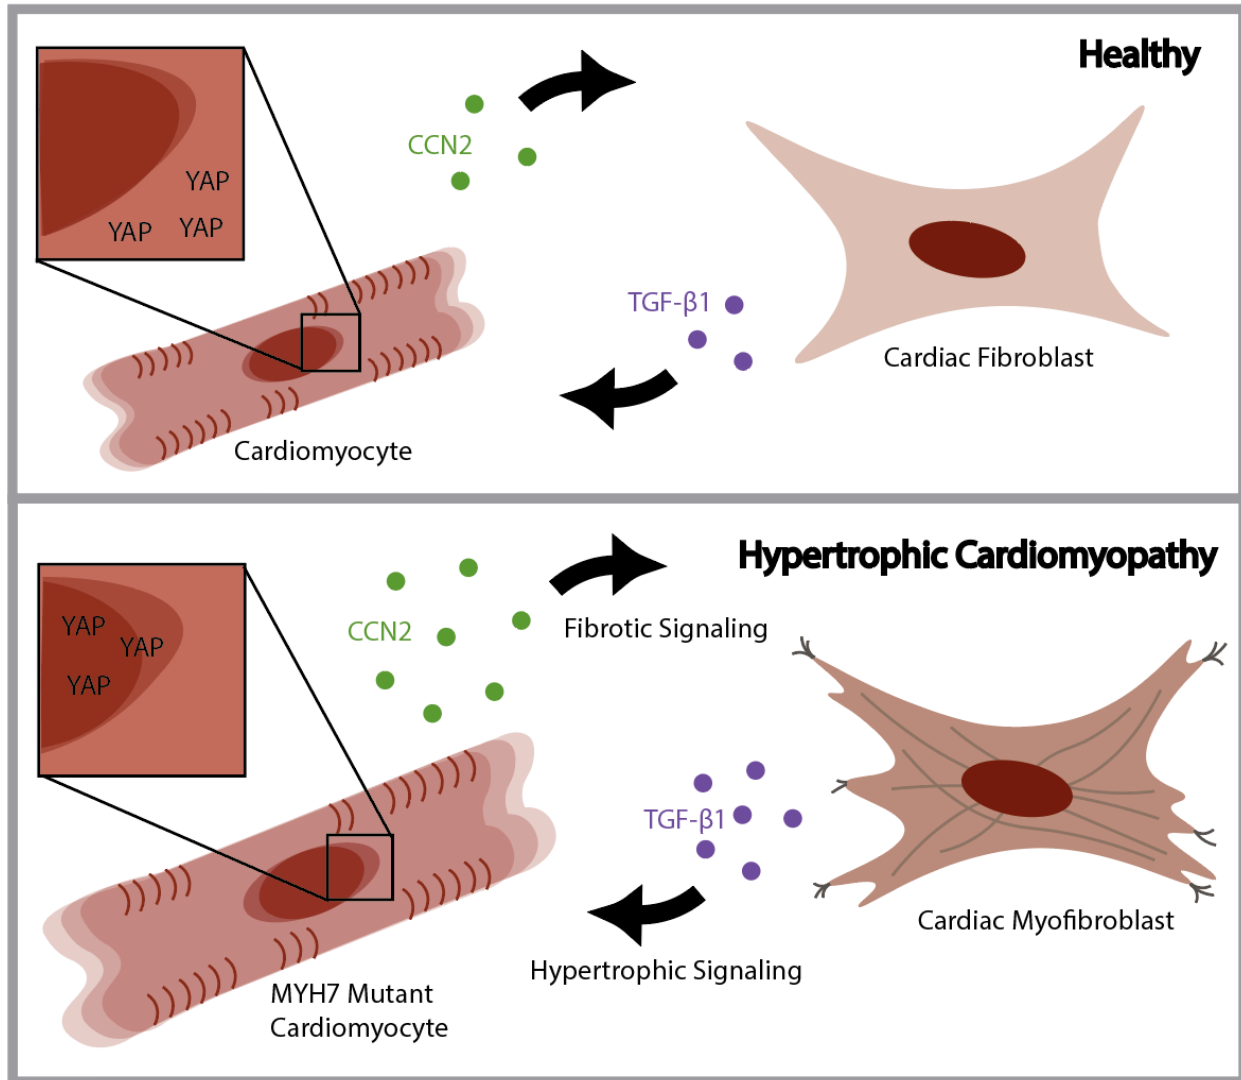 Healthy
CCN2
YAP
YAP
YAP
TGF-β1
Cardiac Fibroblast
Cardiomyocyte
Hypertrophic Cardiomyopathy
YAP
YAP
YAP
CCN2
Fibrotic Signaling
TGF-β1
Cardiac Myofibroblast
Hypertrophic Signaling
MYH7 Mutant
Cardiomyocyte